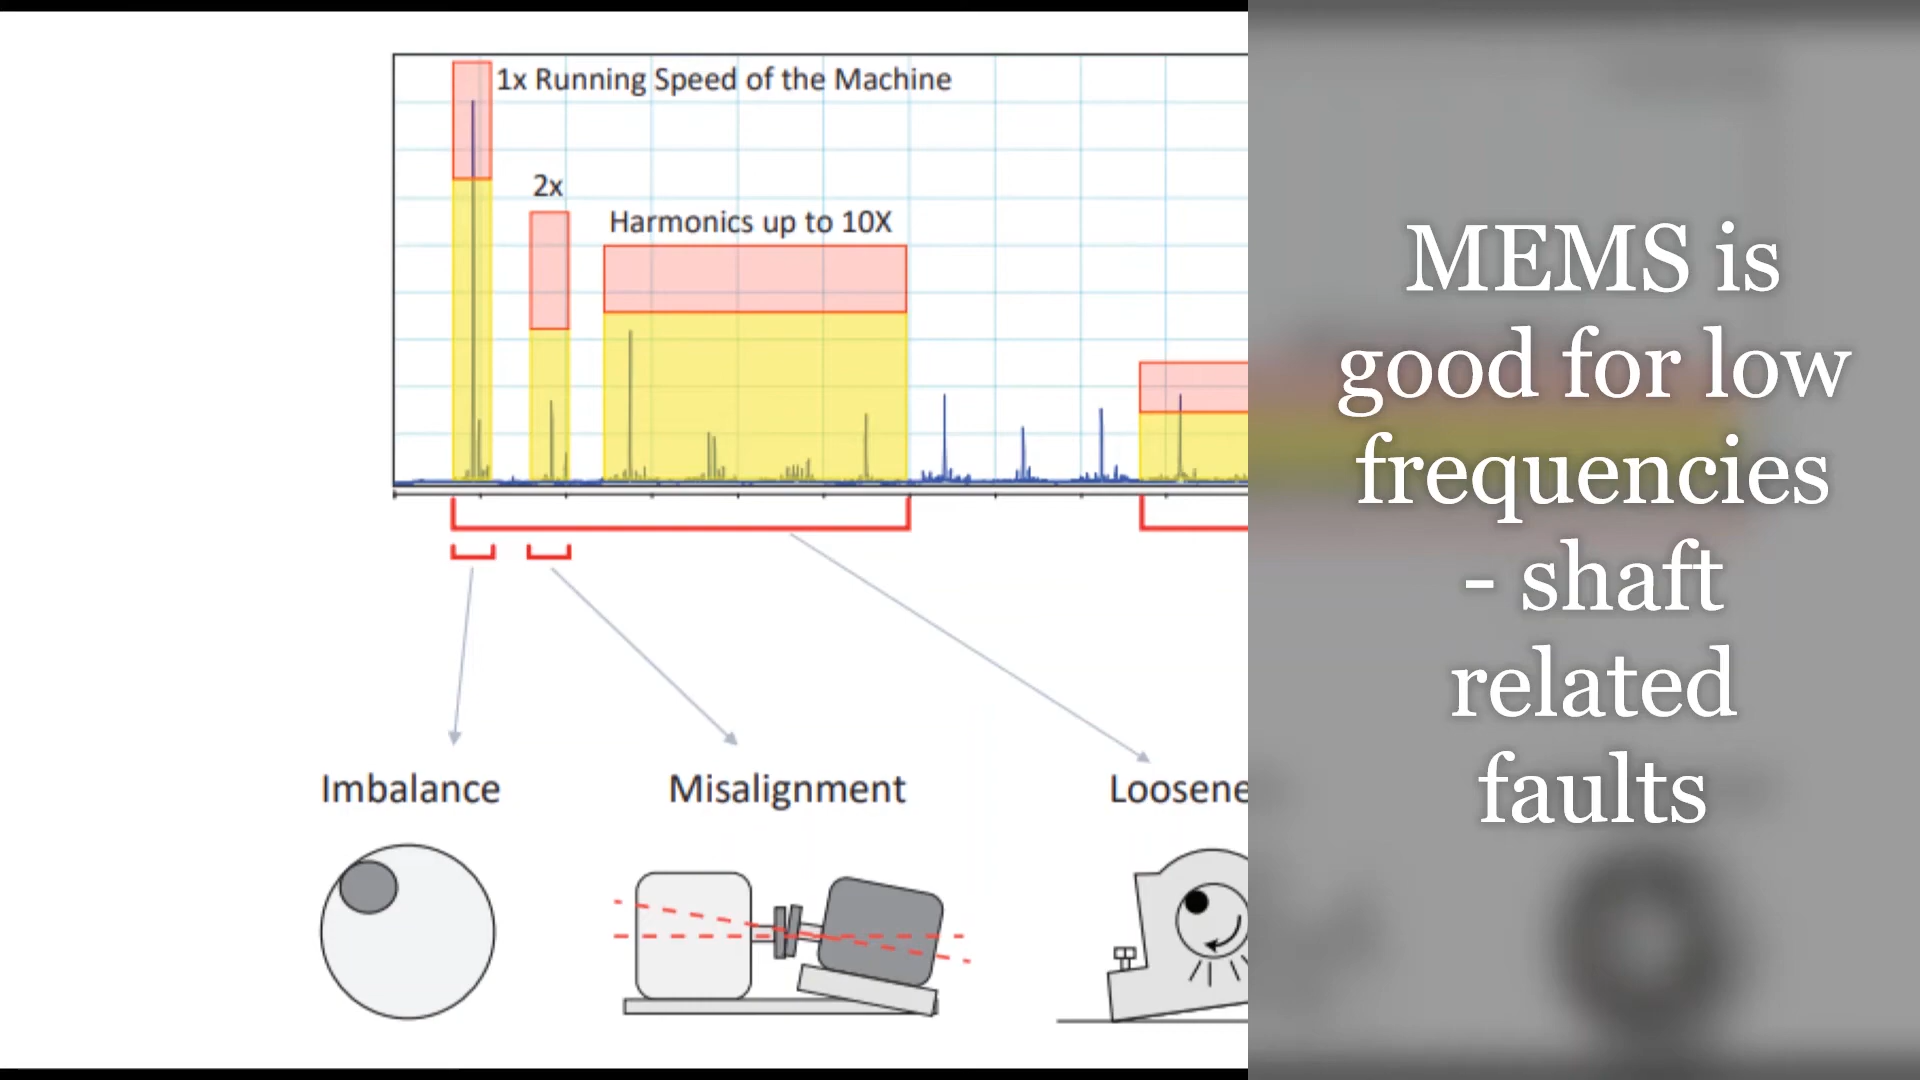 1x Running Speed of the Machine
2x
Harmonics up to 10X
Imbalance
Misalignment
Loosene
MEMS is
good for low
frequencies
- shaft
related
faults